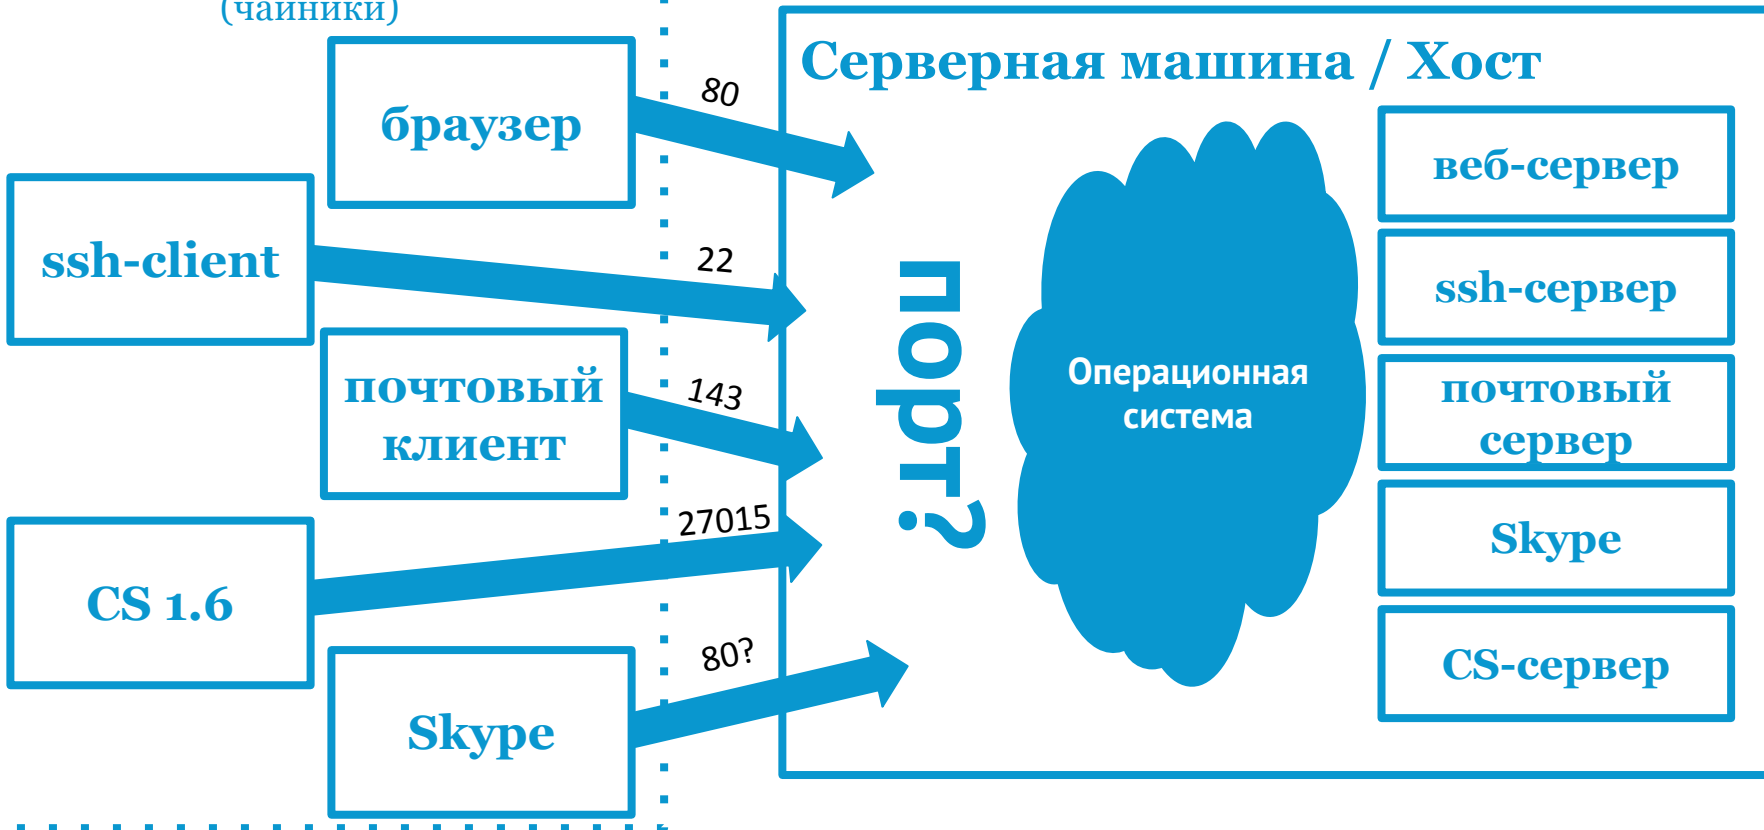 (чайники)
браузер
ssh-client
почтовый
клиент
CS 1.6
Skype
80
22
143
27015
80?
Серверная машина / Хост
порт?
Операционная
система
веб-сервер
ssh-сервер
почтовый
сервер
Skype
CS-сервер